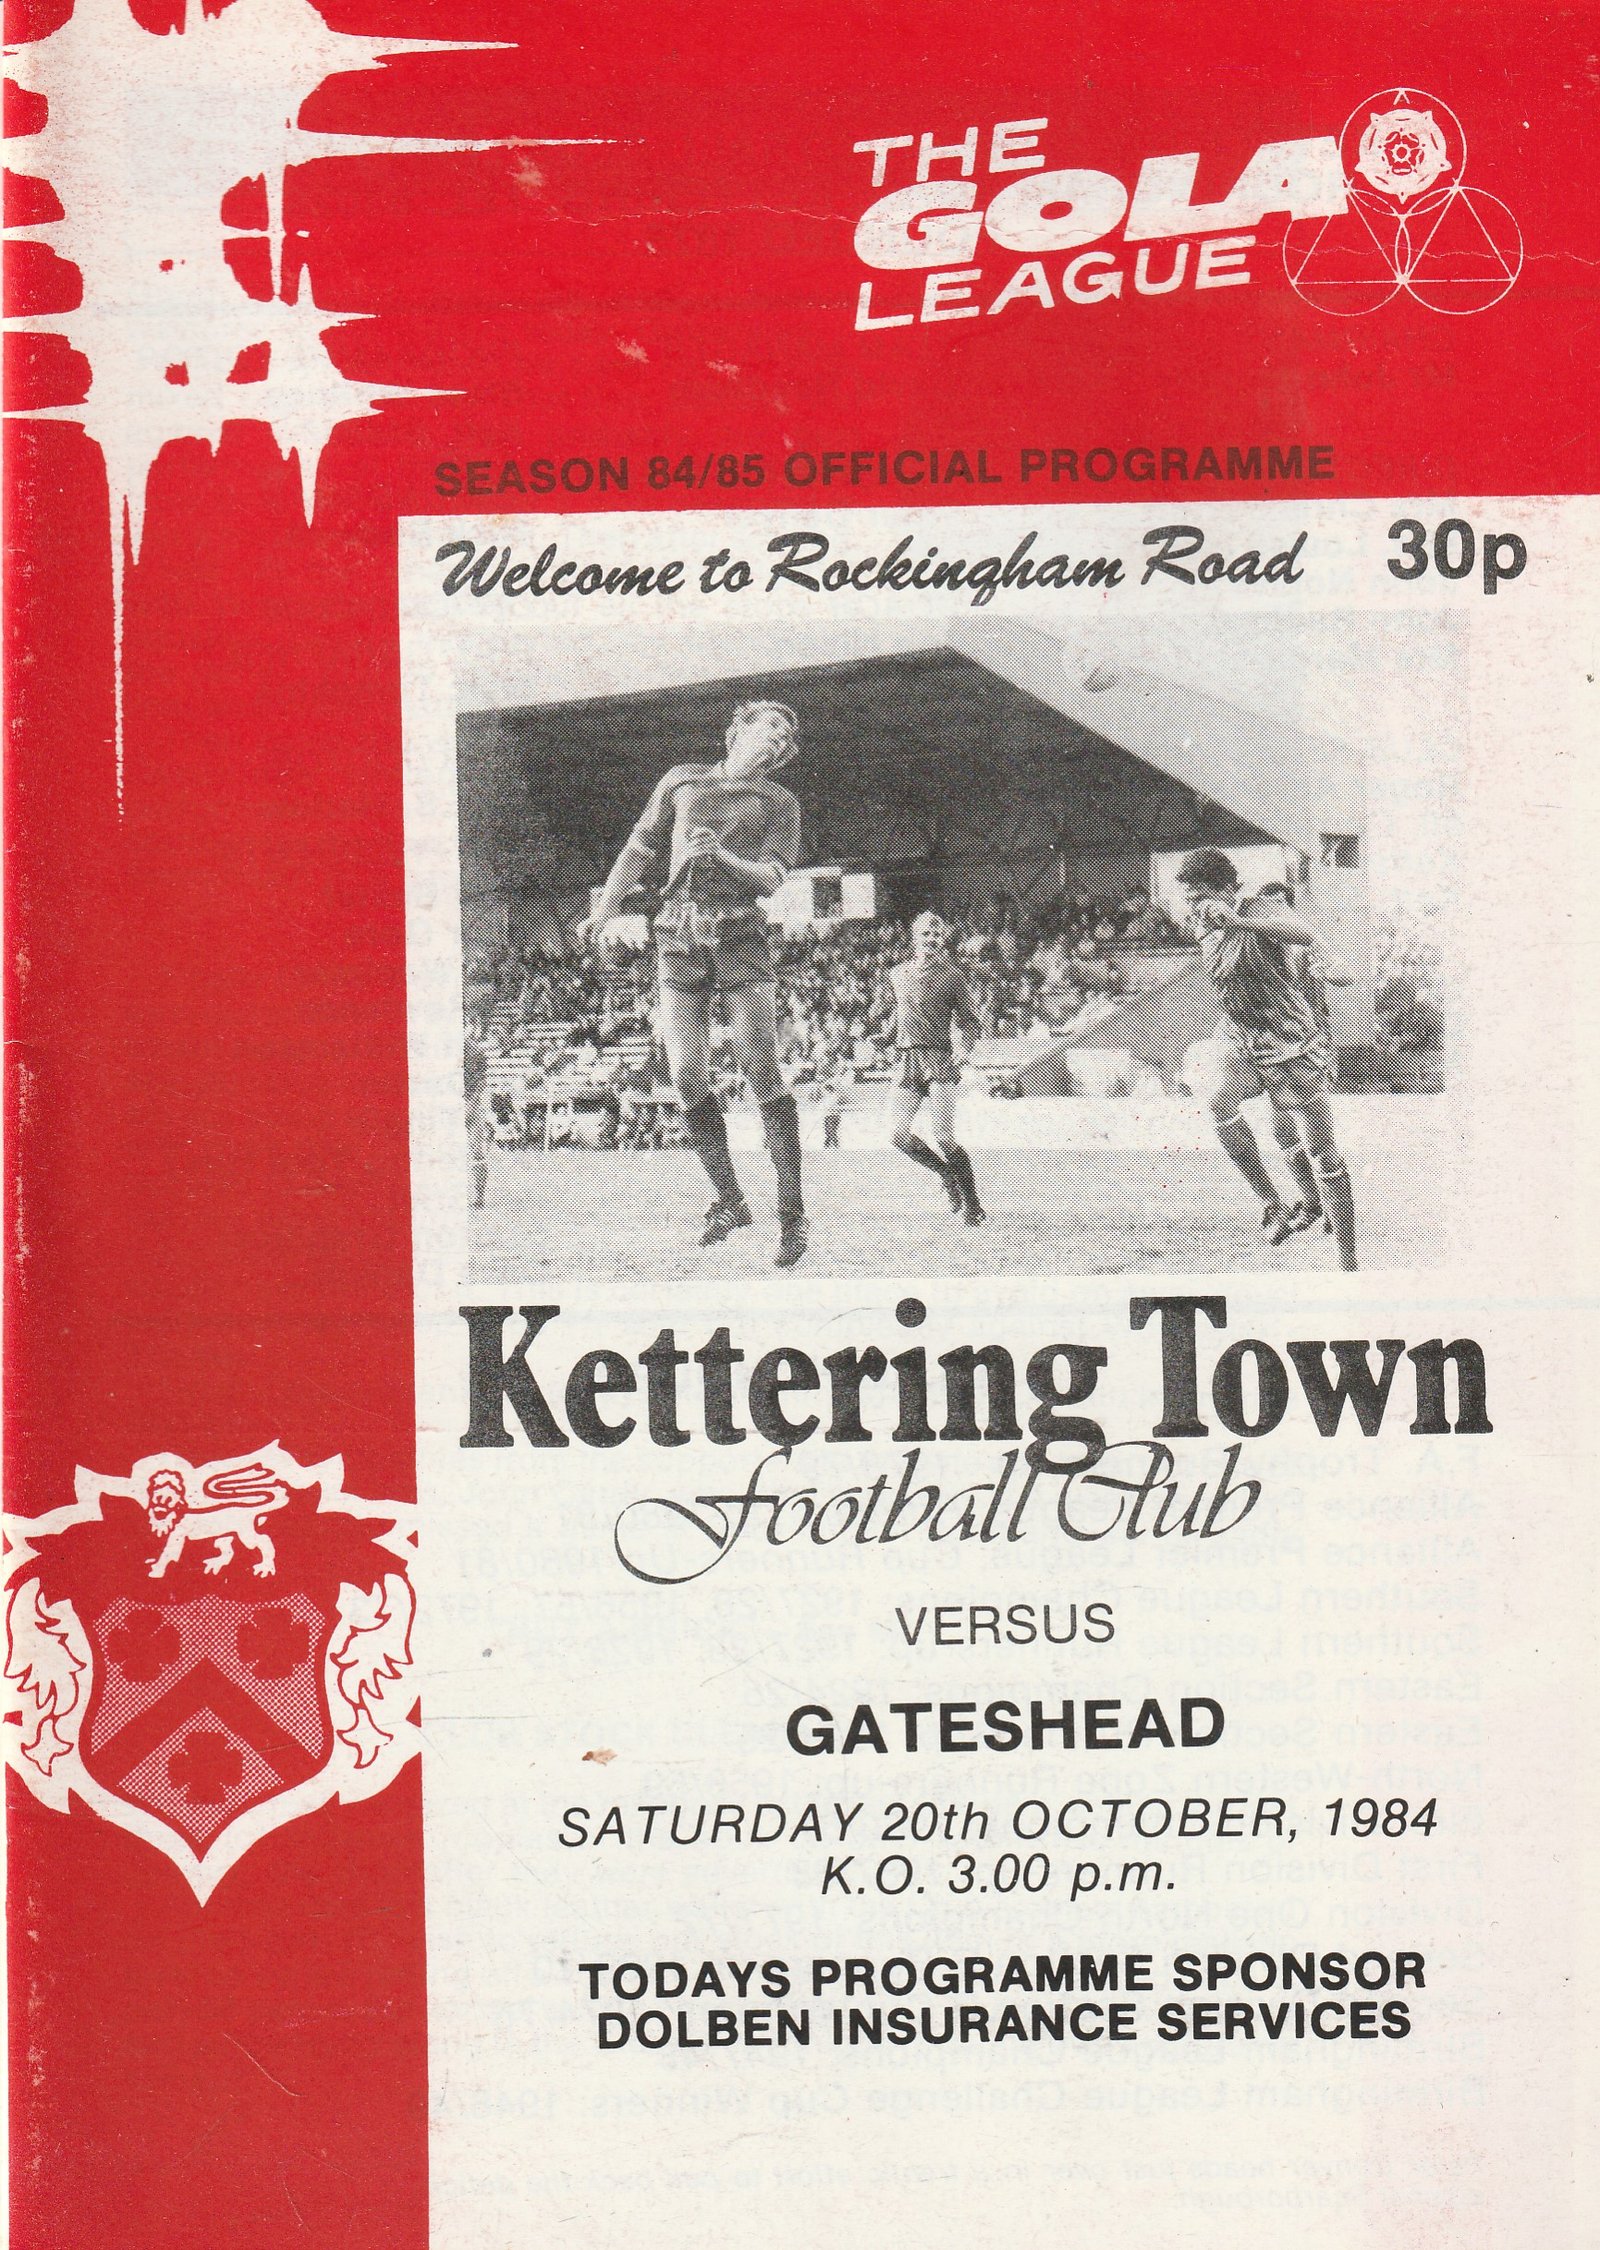 THE
GOLA
LEAGUE
SEASON 84/85 OFFICIAL PROGRAMME
Welcome to Rockingham Road
30p
Kettering Town
Football Club
VERSUS
GATESHEAD
SATURDAY 20th OCTOBER, 1984
K.O. 3.00 p.m.
TODAYS PROGRAMME SPONSOR
DOLBEN INSURANCE SERVICES